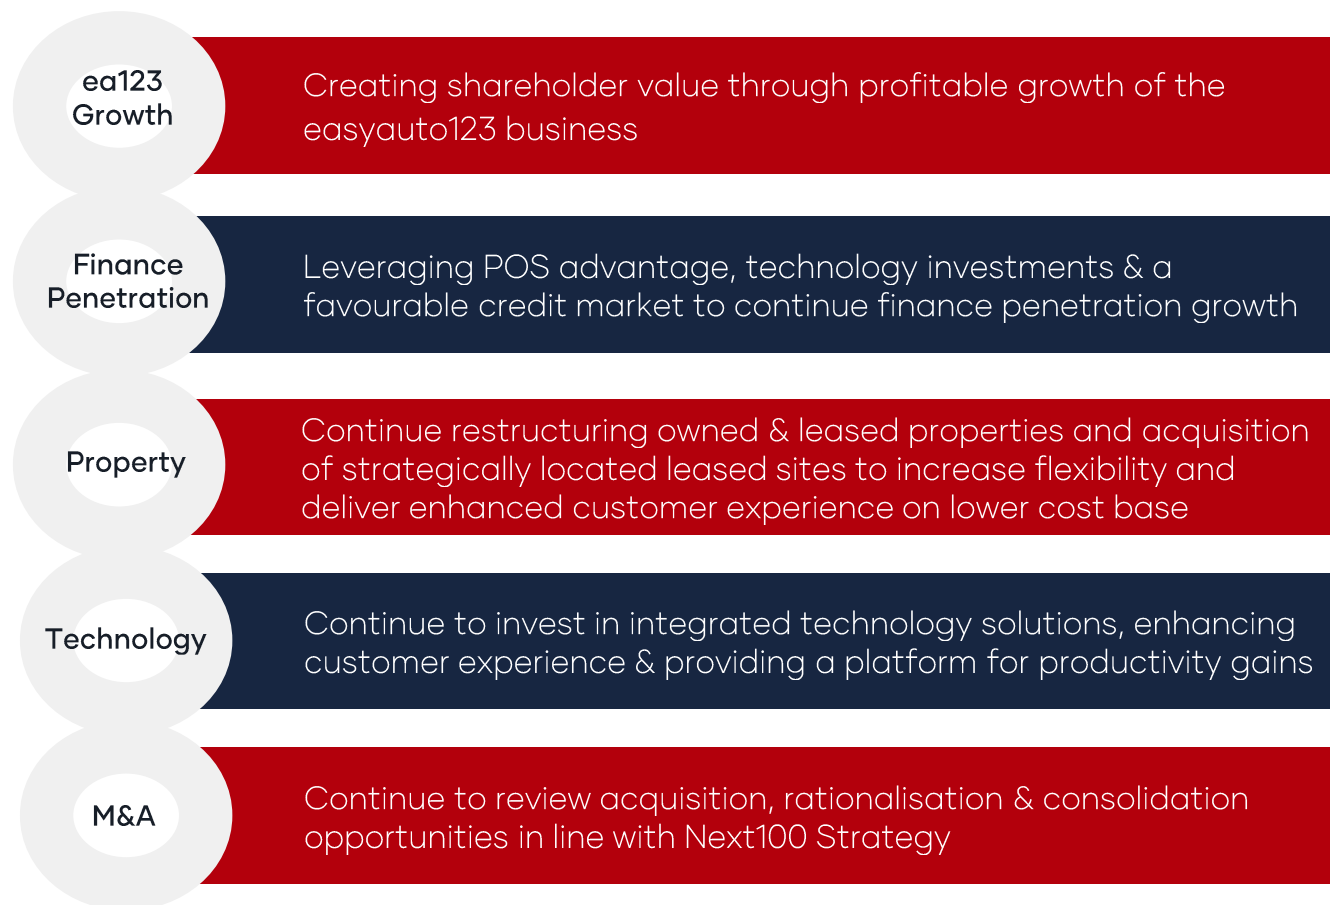 ea123
Growth
Creating shareholder value through profitable growth of the
easyauto123 business
Finance
Penetration
Leveraging POS advantage, technology investments & a
favourable credit market to continue finance penetration growth
Property
Continue restructuring owned & leased properties and acquisition
of strategically located leased sites to increase flexibility and
deliver enhanced customer experience on lower cost base
Technology
Continue to invest in integrated technology solutions, enhancing
customer experience & providing a platform for productivity gains
M&A
Continue to review acquisition, rationalisation & consolidation
opportunities in line with Next100 Strategy